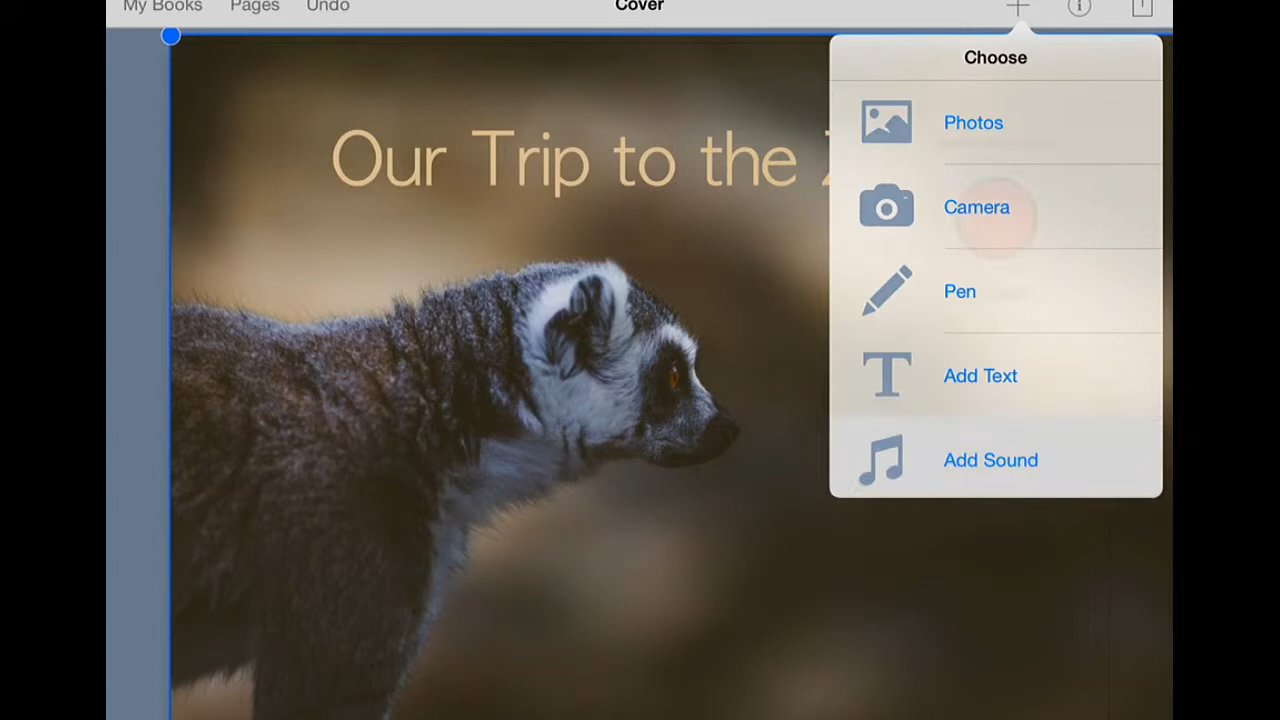 My Books Pages Undo Cover
Choose
Our Trip to the
Photos
Camera
Pen
Add Text
Add Sound